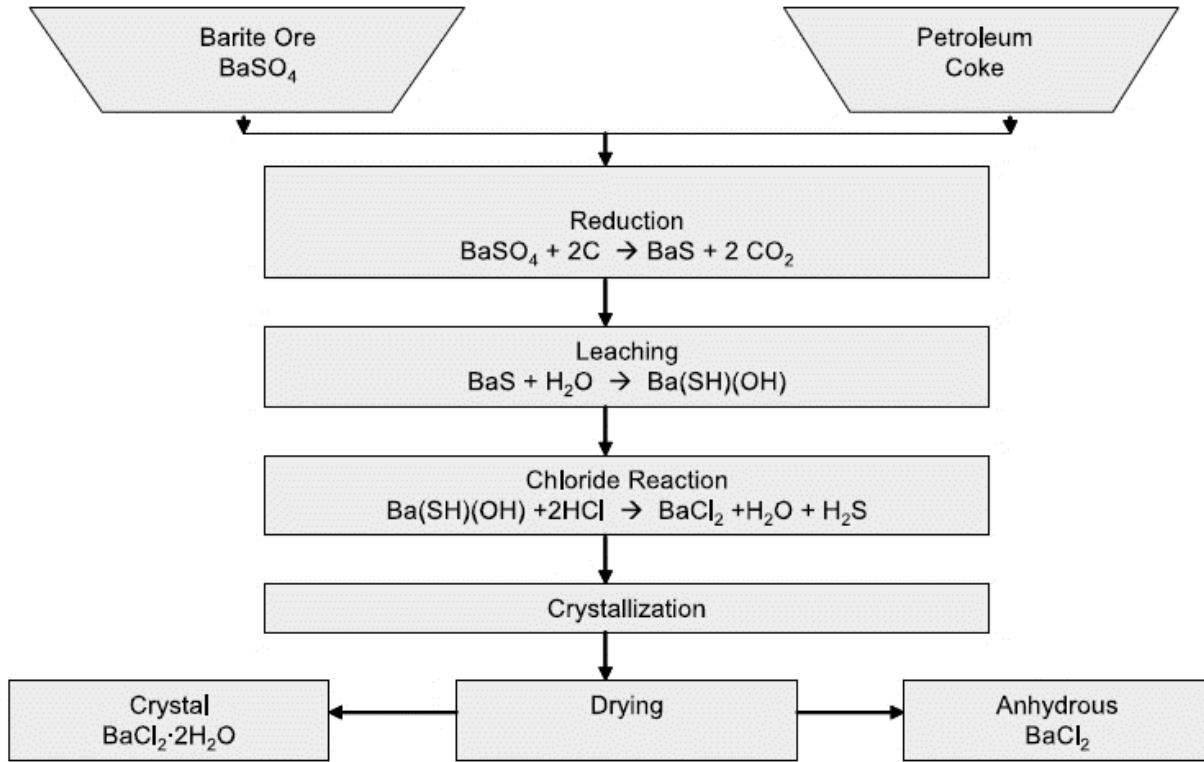 Barite Ore
BaSO₄
Petroleum
Coke
Reduction
BaSO₄ + 2C → BaS + 2 CO₂
Leaching
BaS + H₂O → Ba(SH)(OH)
Chloride Reaction
Ba(SH)(OH) +2HCl → BaCl₂ +H₂O + H₂S
Crystallization
Crystal
BaCl₂·2H₂O
Drying
Anhydrous
BaCl₂